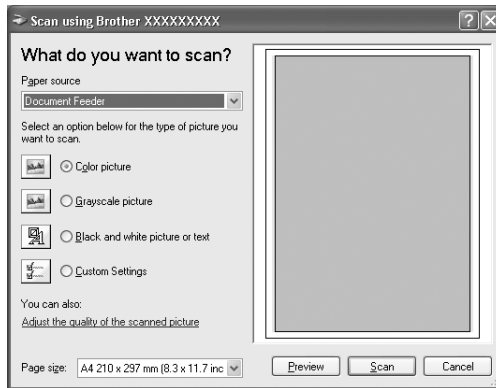 Scan using Brother XXXXXXXXX
What do you want to scan?
Paper source
Document Feeder
Select an option below for the type of picture you
want to scan.
Color picture
Grayscale picture
Black and white picture or text
Custom Settings
You can also:
Adjust the quality of the scanned picture
Page size: A4 210 x 297 mm (8.3 x 11.7 inc
Preview Scan Cancel